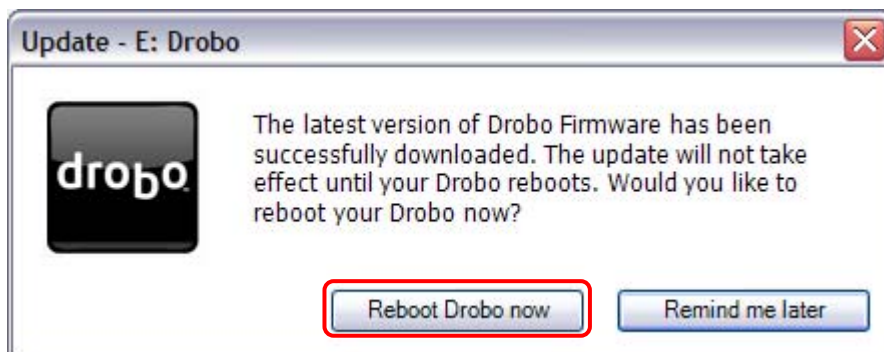 Update - E: Drobo
drobo
The latest version of Drobo Firmware has been
successfully downloaded. The update will not take
effect until your Drobo reboots. Would you like to
reboot your Drobo now?
Reboot Drobo now
Remind me later